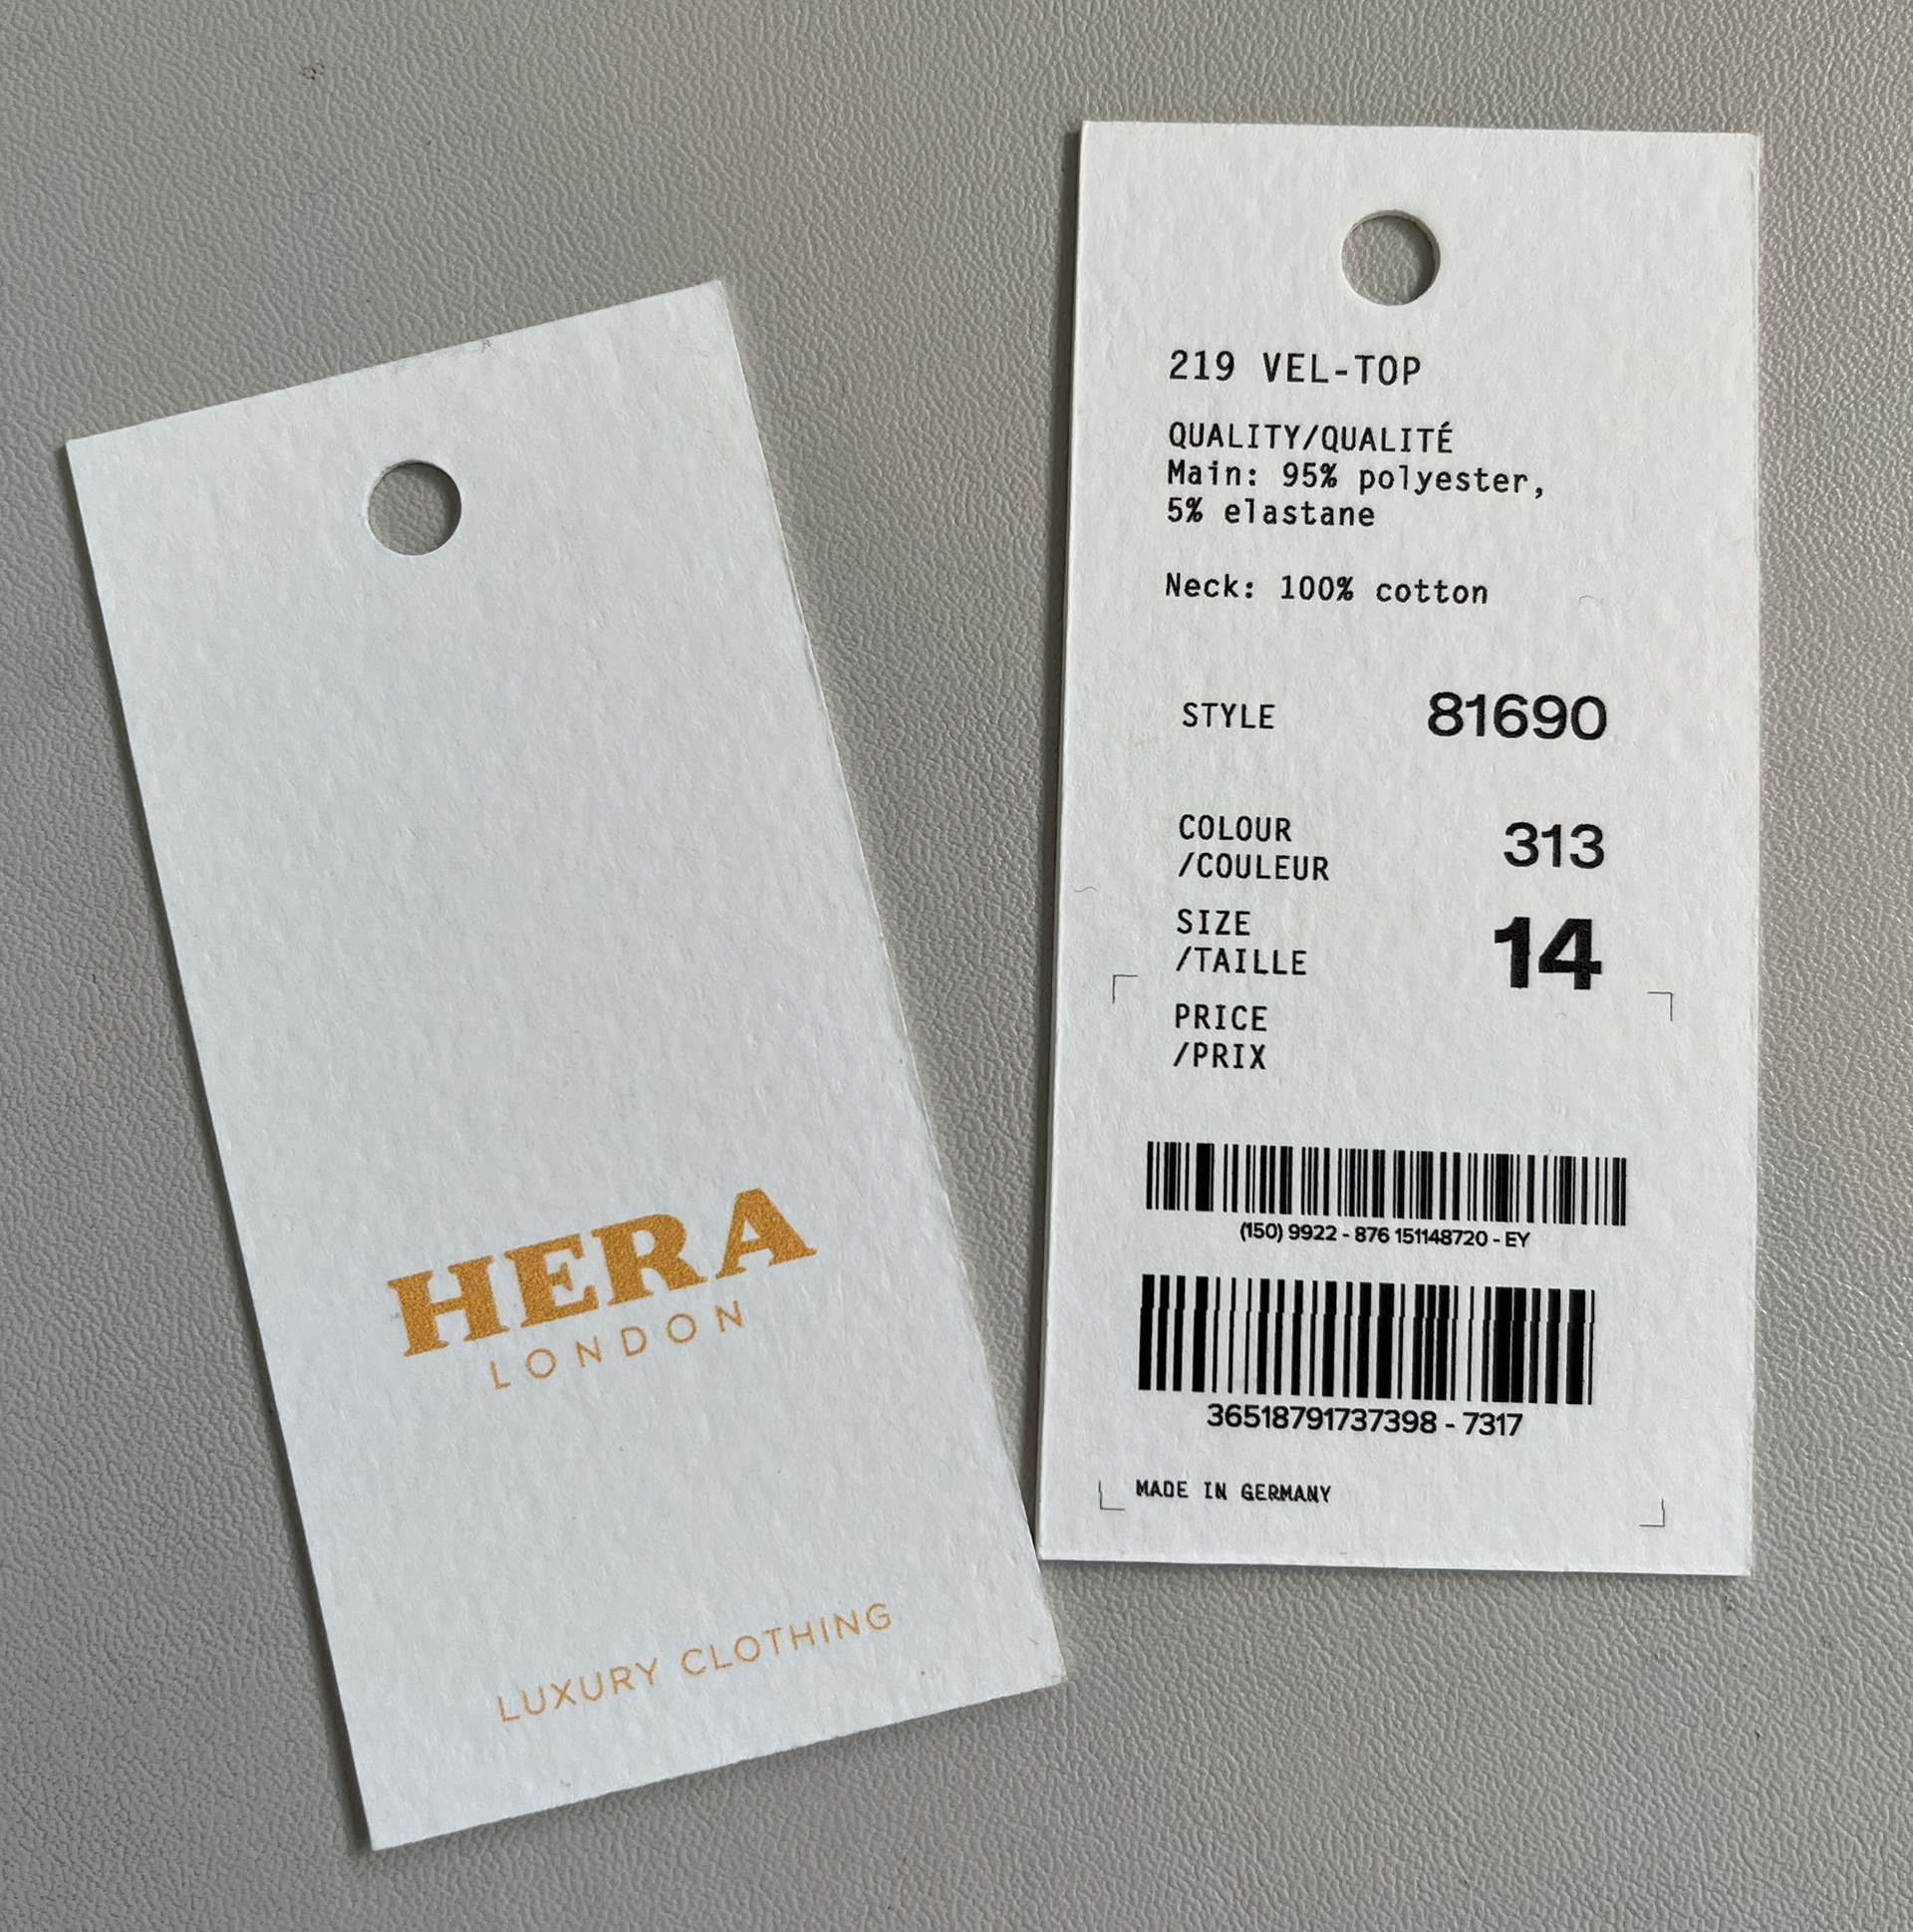 HERA
LONDON
LUXURY CLOTHING
219 VEL-TOP
QUALITY/QUALITÉ
Main: 95% polyester,
5% elastane
Neck: 100% cotton
STYLE 81690
COLOUR
/COULEUR 313
SIZE
/TAILLE 14
PRICE
/PRIX
(150) 9922 - 876 151148720 - EY
36518791737398 - 7317
MADE IN GERMANY